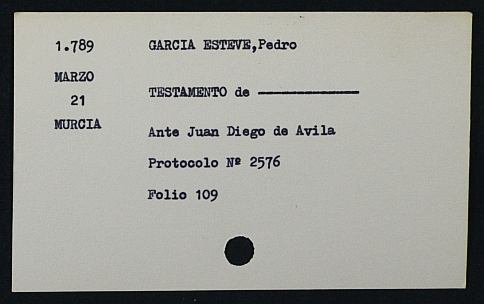 1.789 GARCIA ESTEVE,Pedro
MARZO
21 TESTAMENTO de ————————
MURCIA
Ante Juan Diego de Avila
Protocolo Nº 2576
Folio 109